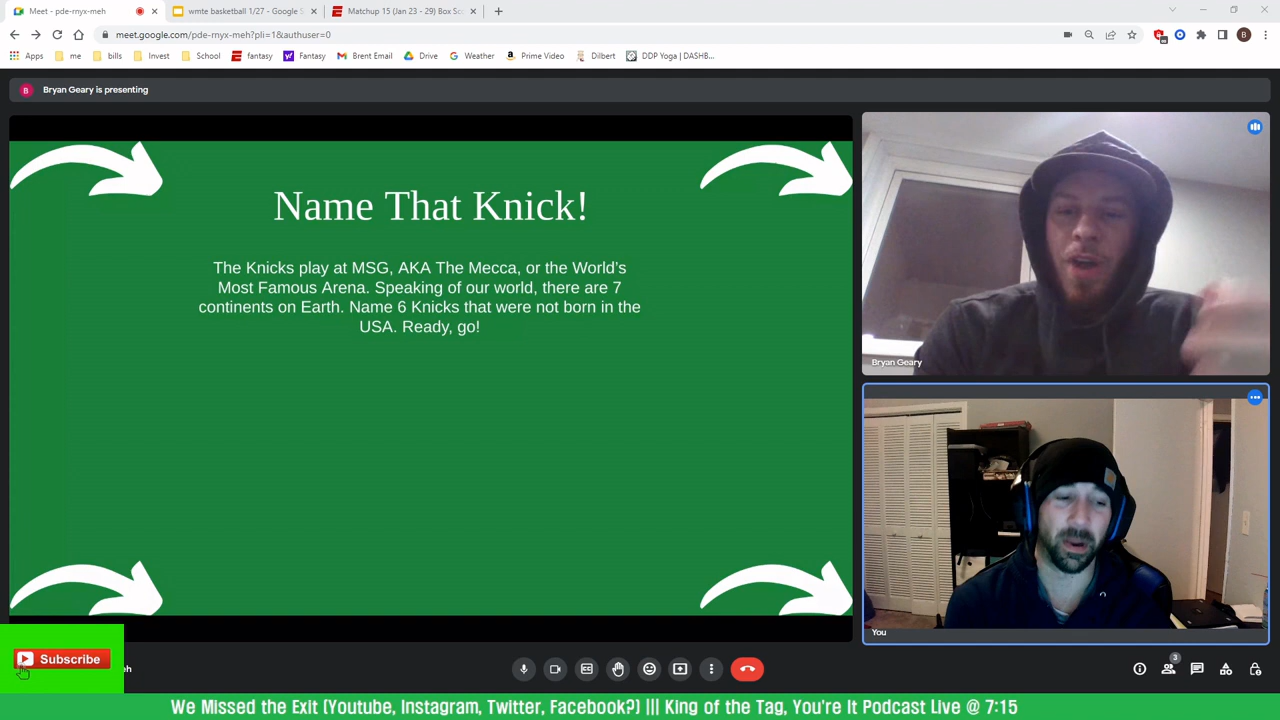 Meet - pde-rnyx-meh
wmte basketball 1/27 - Google S
Matchup 15 (Jan 23 - 29) Box Sc
meet.google.com/pde-rnyx-meh?pli=1&authuser=0
B
Apps me bills Invest School fantasy Fantasy Brent Email Drive Weather Prime Video Dilbert DDP Yoga | DASHB...
B Bryan Geary is presenting
Name That Knick!
The Knicks play at MSG, AKA The Mecca, or the World's
Most Famous Arena. Speaking of our world, there are 7
continents on Earth. Name 6 Knicks that were not born in the
USA. Ready, go!
Bryan Geary
You
Subscribe
eh
3
We Missed the Exit (Youtube, Instagram, Twitter, Facebook?) ||| King of the Tag, You're It Podcast Live @ 7:15